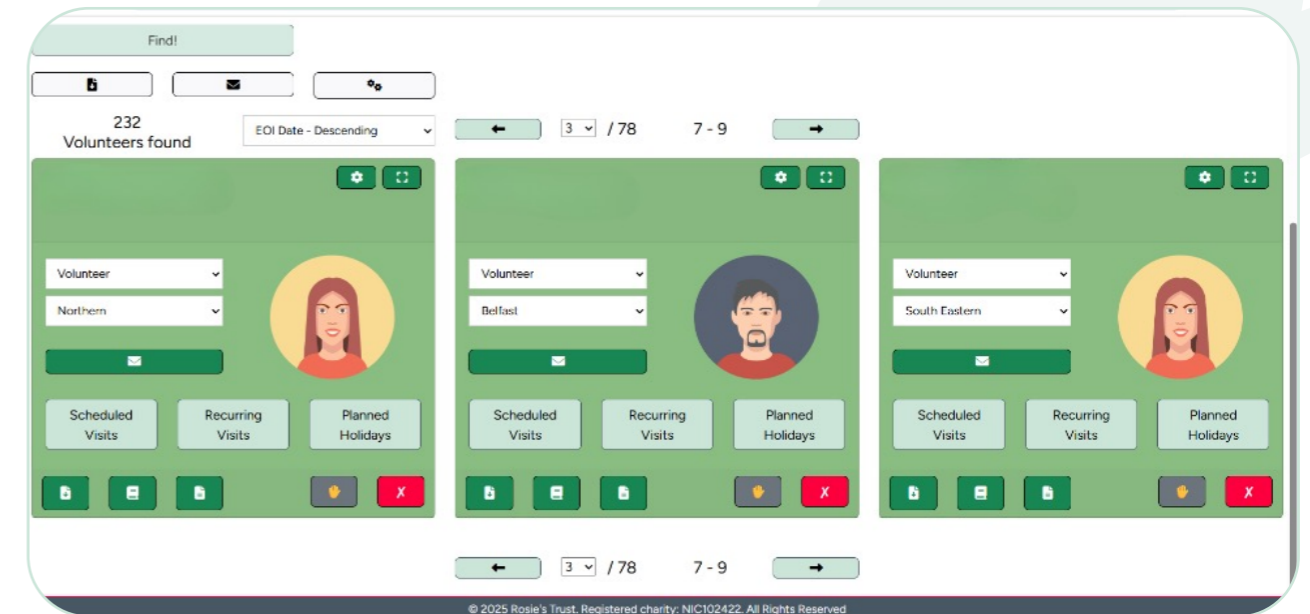 Find!
232
Volunteers found
EOI Date - Descending
3 / 78 7 - 9
Volunteer
Northern
Scheduled Visits
Recurring Visits
Planned Holidays
X
Volunteer
Belfast
Scheduled Visits
Recurring Visits
Planned Holidays
X
Volunteer
South Eastern
Scheduled Visits
Recurring Visits
Planned Holidays
X
3 / 78 7 - 9
© 2025 Rosie's Trust. Registered charity: NIC102422. All Rights Reserved